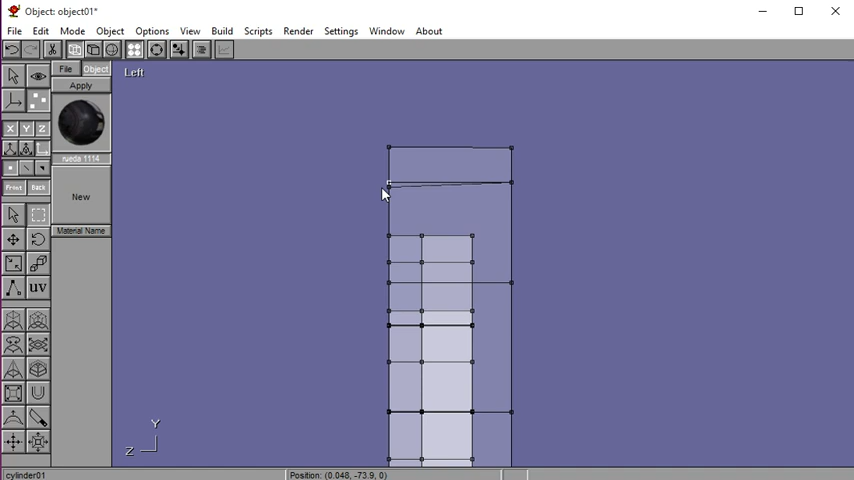 Object: object01*
File Edit Mode Object Options View Build Scripts Render Settings Window About
File Object
Left
Apply
X Y Z
rueda 1114
Front Back
New
uv
Material Name
Y
Z
cylinder01 Position: (0.048, -73.9, 0)